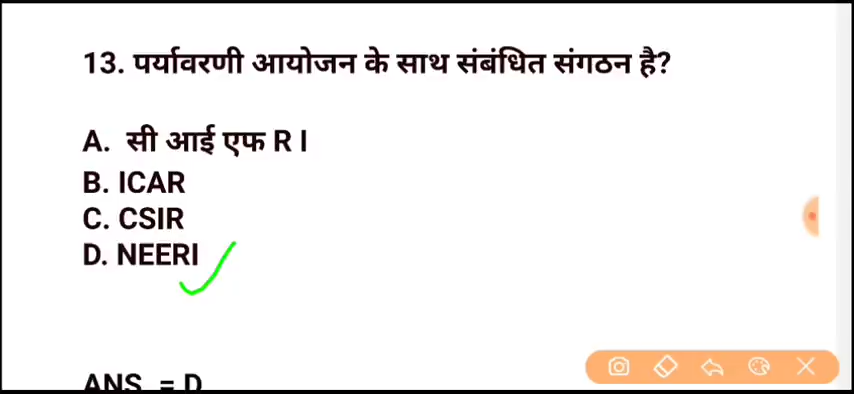 13. पर्यावरणी आयोजन के साथ संबंधित संगठन है?
A. सी आई एफ R I
B. ICAR
C. CSIR
D. NEERI
ANS = D